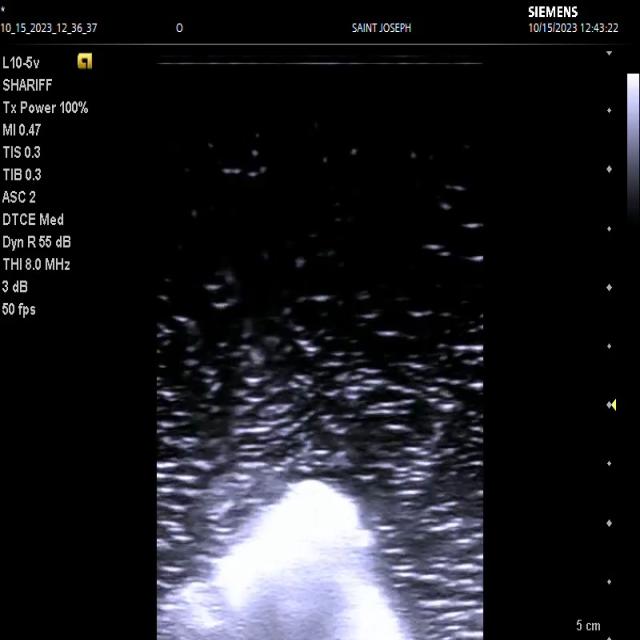 SIEMENS
10_15_2023_12_36_37 O SAINT JOSEPH 10/15/2023 12:43:22
L10-5v
SHARIFF
Tx Power 100%
MI 0.47
TIS 0.3
TIB 0.3
ASC 2
DTCE Med
Dyn R 55 dB
THI 8.0 MHz
3 dB
50 fps
5 cm